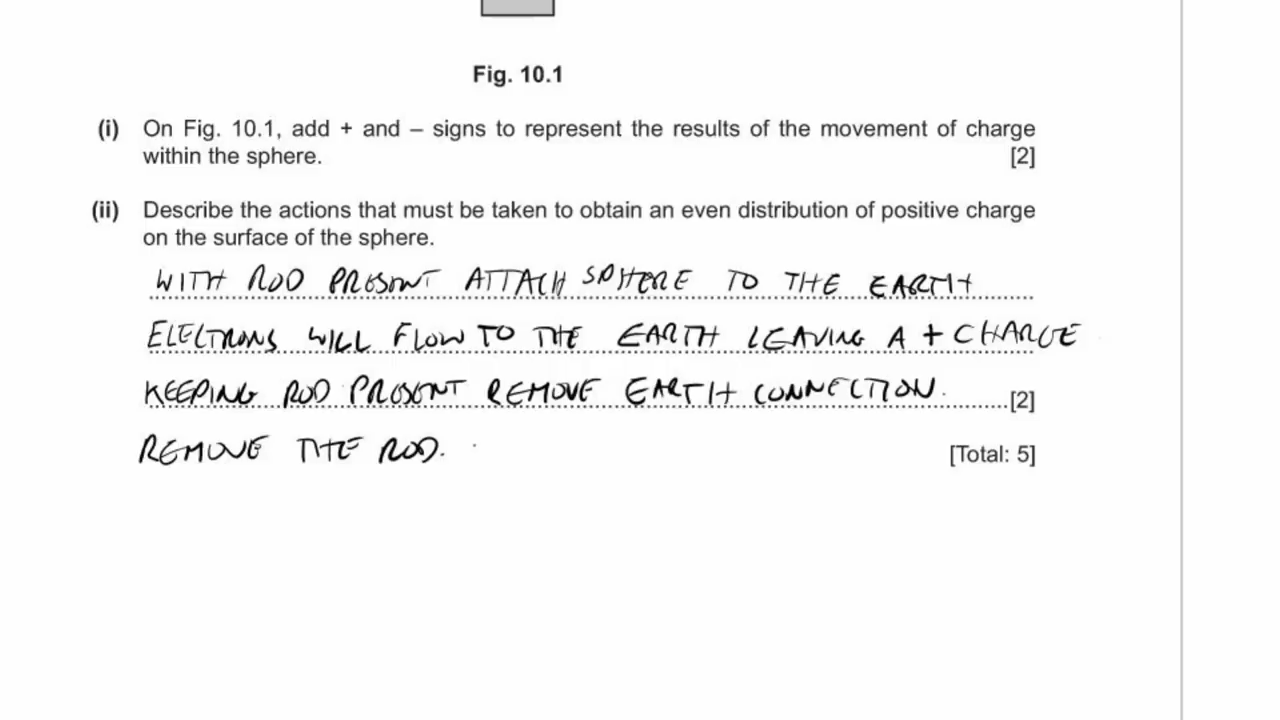 Fig. 10.1
(i) On Fig. 10.1, add + and – signs to represent the results of the movement of charge
within the sphere. [2]
(ii) Describe the actions that must be taken to obtain an even distribution of positive charge
on the surface of the sphere.
WITH ROD PRESENT ATTACH SPHERE TO THE EARTH
ELECTRONS WILL FLOW TO THE EARTH LEAVING A + CHARGE
KEEPING ROD PRESENT REMOVE EARTH CONNECTION. [2]
REMOVE THE ROD. [Total: 5]